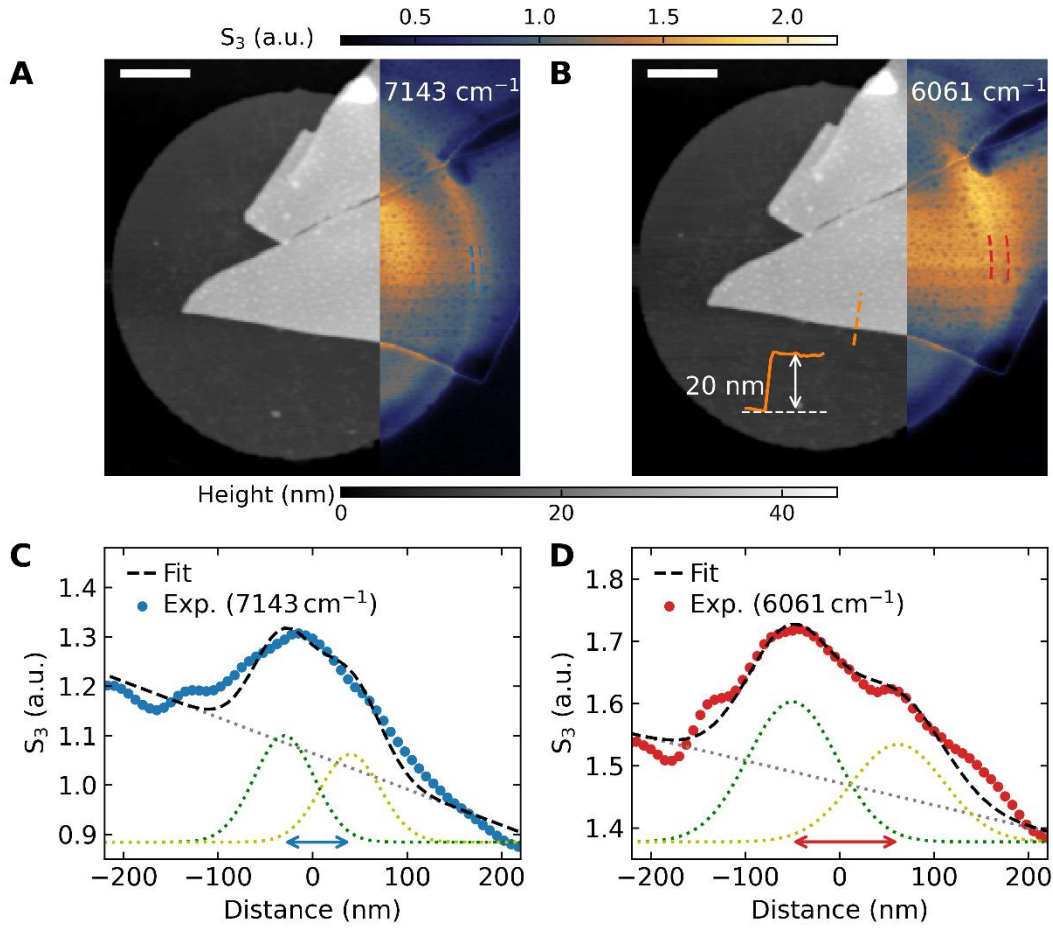 0.5 1.0 1.5 2.0
S₃ (a.u.)
A B
7143 cm⁻¹ 6061 cm⁻¹
20 nm
Height (nm)
0 20 40
C D
Fit
Exp. (7143 cm⁻¹)
1.4
1.3
1.2
1.1
1.0
0.9
S₃ (a.u.)
−200 −100 0 100 200
Distance (nm)
Fit
Exp. (6061 cm⁻¹)
1.8
1.7
1.6
1.5
1.4
S₃ (a.u.)
−200 −100 0 100 200
Distance (nm)